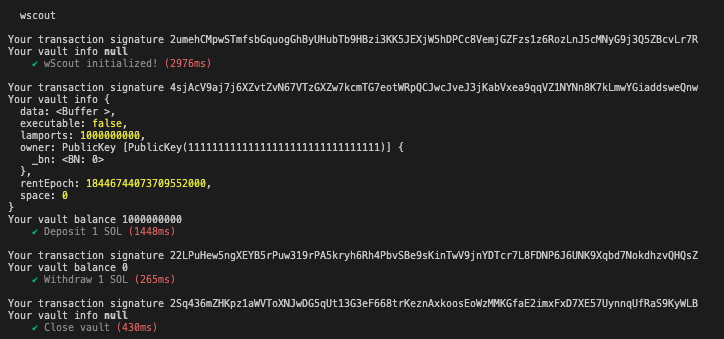 wscout
Your transaction signature 2umehCMpwSTmfsbGquogGhByUHubTb9HBzi3KK5JEXjW5hDPCc8VemjGZFzs1z6RozLnJ5cMNyG9j3Q5ZBcvLr7R
Your vault info null
✔ wScout initialized! (2976ms)
Your transaction signature 4sjAcV9aj7j6XZvtZvN67VTzGXZw7kcmTG7eotWRpQCJwcJveJ3jKabVxea9qqVZ1NYNn8K7kLmwYGiaddsweQnw
Your vault info {
data: <Buffer >,
executable: false,
lamports: 1000000000,
owner: PublicKey [PublicKey(11111111111111111111111111111111)] {
_bn: <BN: 0>
},
rentEpoch: 18446744073709552000,
space: 0
}
Your vault balance 1000000000
✔ Deposit 1 SOL (1448ms)
Your transaction signature 22LPuHew5ngXEYB5rPuw319rPA5kryh6Rh4PbvSBe9sKinTwV9jnYDTcr7L8FDNP6J6UNK9Xqbd7NokdhzvQHQsZ
Your vault balance 0
✔ Withdraw 1 SOL (265ms)
Your transaction signature 2Sq436mZHKpz1aWVToXNJwDG5qUt13G3eF668trKeznAxkoosEoWzMMKGfaE2imxFxD7XE57UynnqUfRaS9KyWLB
Your vault info null
✔ Close vault (430ms)